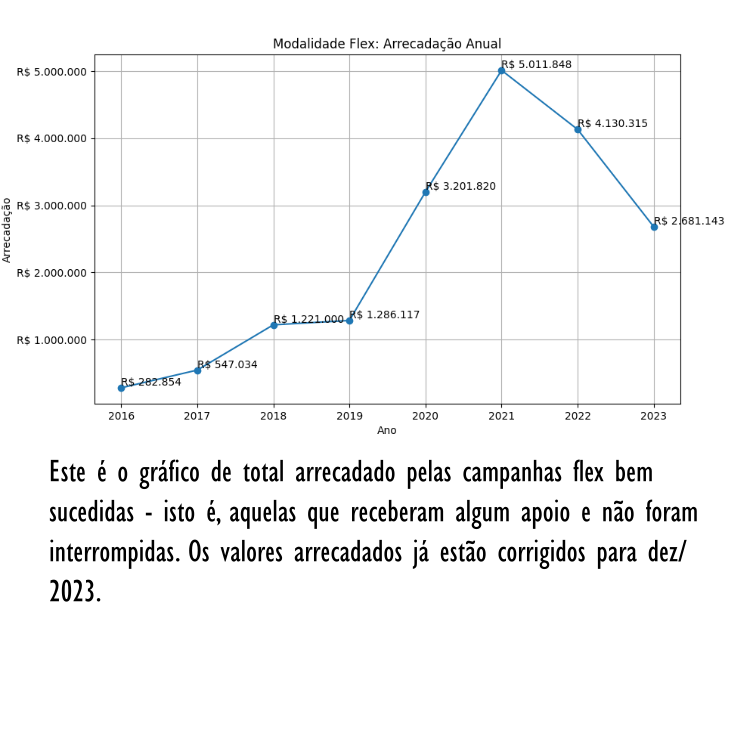 Modalidade Flex: Arrecadação Anual
R$ 5.000.000
R$ 4.000.000
R$ 3.000.000
R$ 2.000.000
R$ 1.000.000
Arrecadação
R$ 282.854
R$ 547.034
R$ 1.221.000
R$ 1.286.117
R$ 3.201.820
R$ 5.011.848
R$ 4.130.315
R$ 2.681.143
2016 2017 2018 2019 2020 2021 2022 2023
Ano
Este é o gráfico de total arrecadado pelas campanhas flex bem
sucedidas - isto é, aquelas que receberam algum apoio e não foram
interrompidas. Os valores arrecadados já estão corrigidos para dez/
2023.